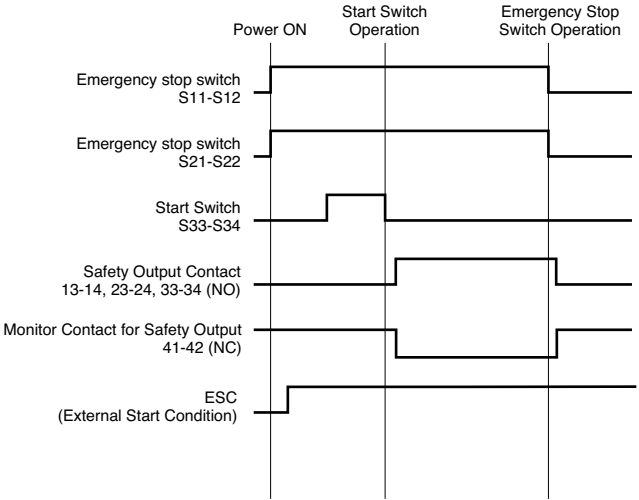 Start Switch
Operation
Emergency Stop
Switch Operation
Power ON
Emergency stop switch
S11-S12
Emergency stop switch
S21-S22
Start Switch
S33-S34
Safety Output Contact
13-14, 23-24, 33-34 (NO)
Monitor Contact for Safety Output
41-42 (NC)
ESC
(External Start Condition)